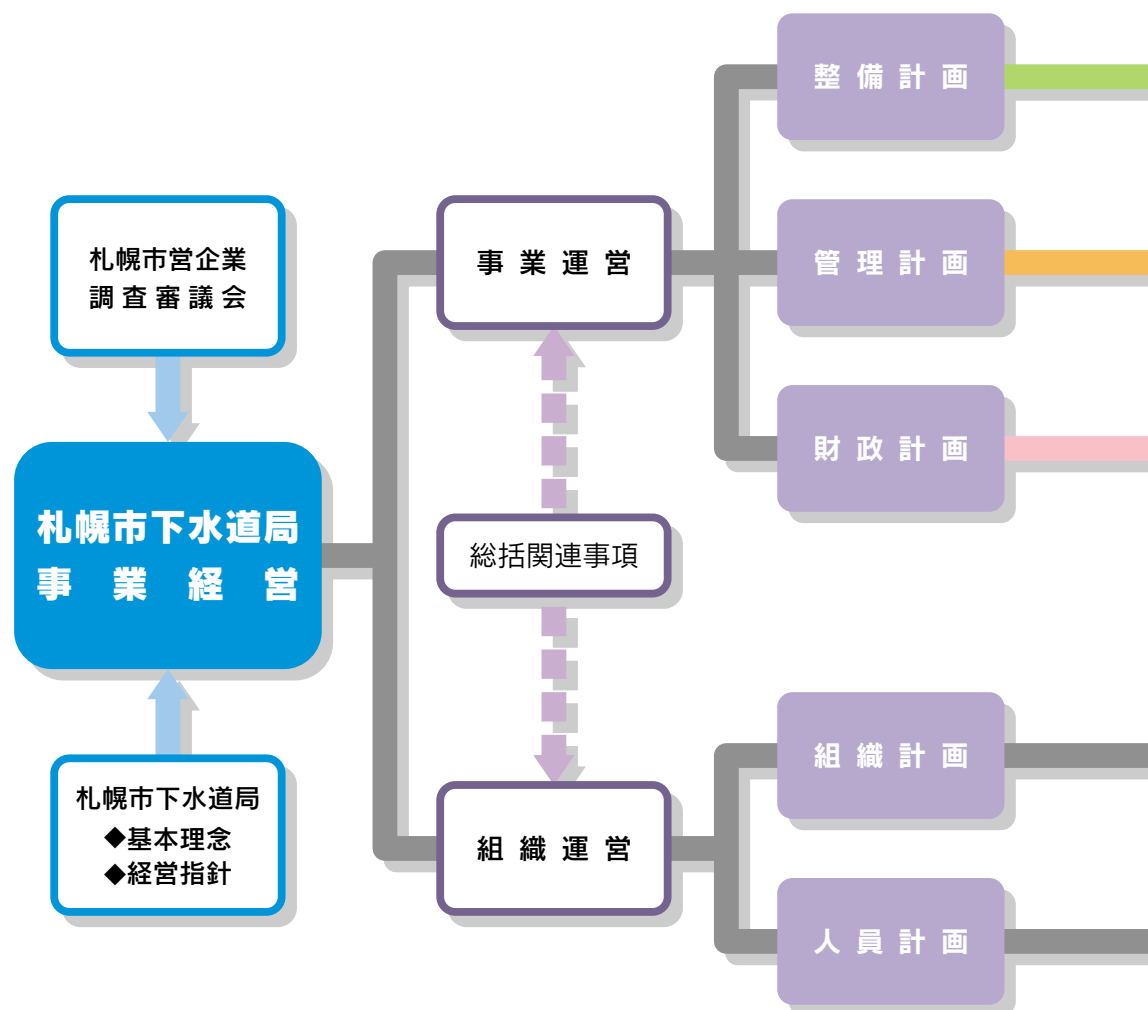 札幌市営企業
調査審議会
札幌市下水道局
事業経営
札幌市下水道局
◆基本理念
◆経営指針
事業運営
総括関連事項
組織運営
整備計画
管理計画
財政計画
組織計画
人員計画